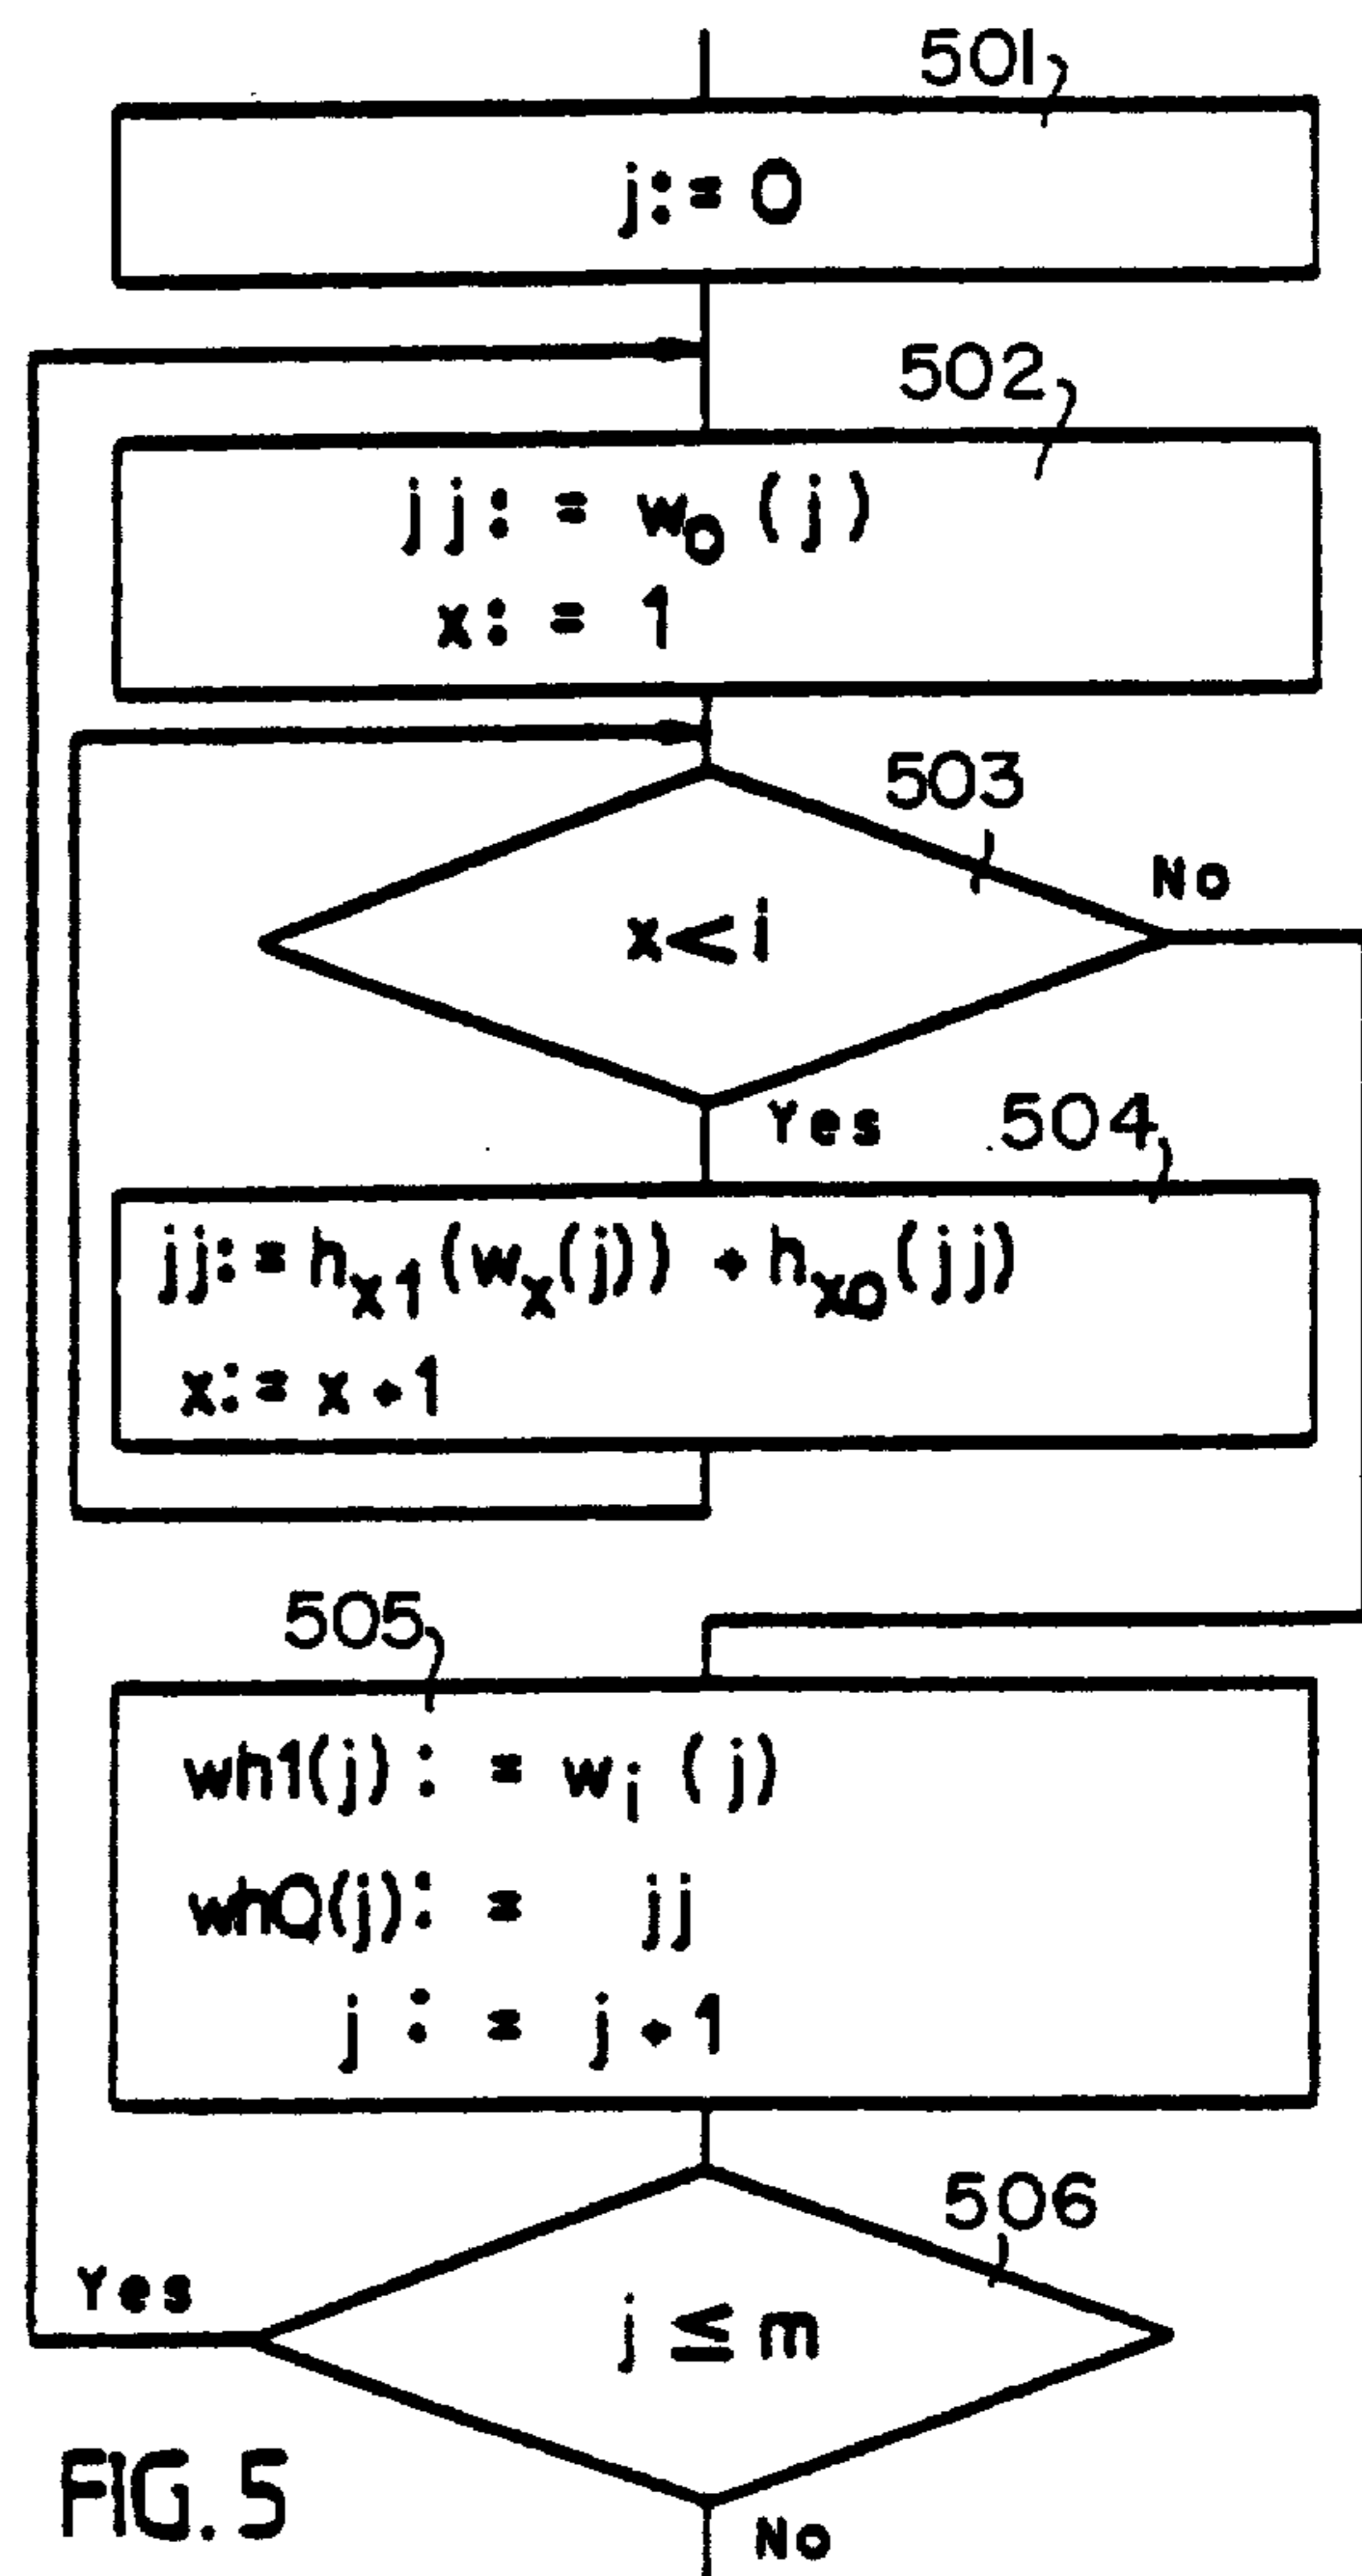 501
j:= 0
502
jj: = w₀ (j)
x: = 1
503
x<i
No
Yes
504
jj:= hₓ₁(wₓ(j)) + hₓ₀(jj)
x:= x+1
505
wh1(j): = wᵢ (j)
wh0(j): = jj
j : = j+1
506
j ≤ m
Yes
No
FIG. 5